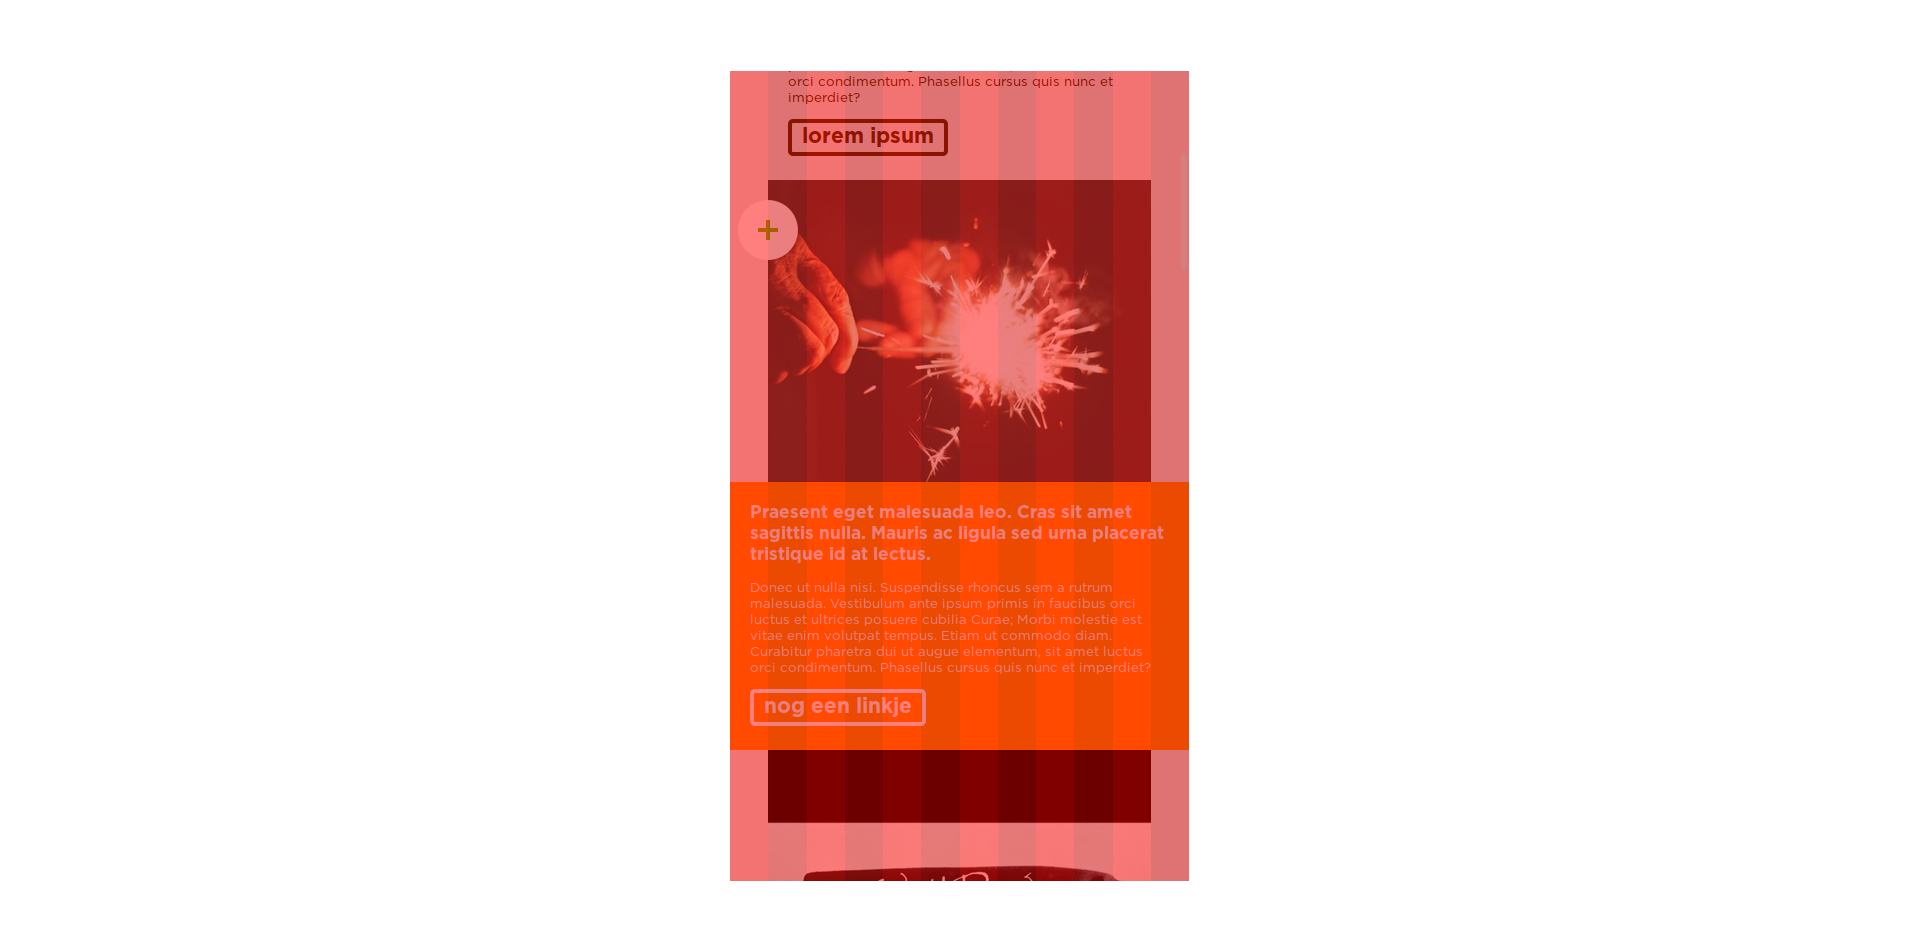 orci condimentum. Phasellus cursus quis nunc et
imperdiet?
lorem ipsum
+
Praesent eget malesuada leo. Cras sit amet
sagittis nulla. Mauris ac ligula sed urna placerat
tristique id at lectus.
Donec ut nulla nisi. Suspendisse rhoncus sem a rutrum
malesuada. Vestibulum ante ipsum primis in faucibus orci
luctus et ultrices posuere cubilia Curae; Morbi molestie est
vitae enim volutpat tempus. Etiam ut commodo diam.
Curabitur pharetra dui ut augue elementum, sit amet luctus
orci condimentum. Phasellus cursus quis nunc et imperdiet?
nog een linkje